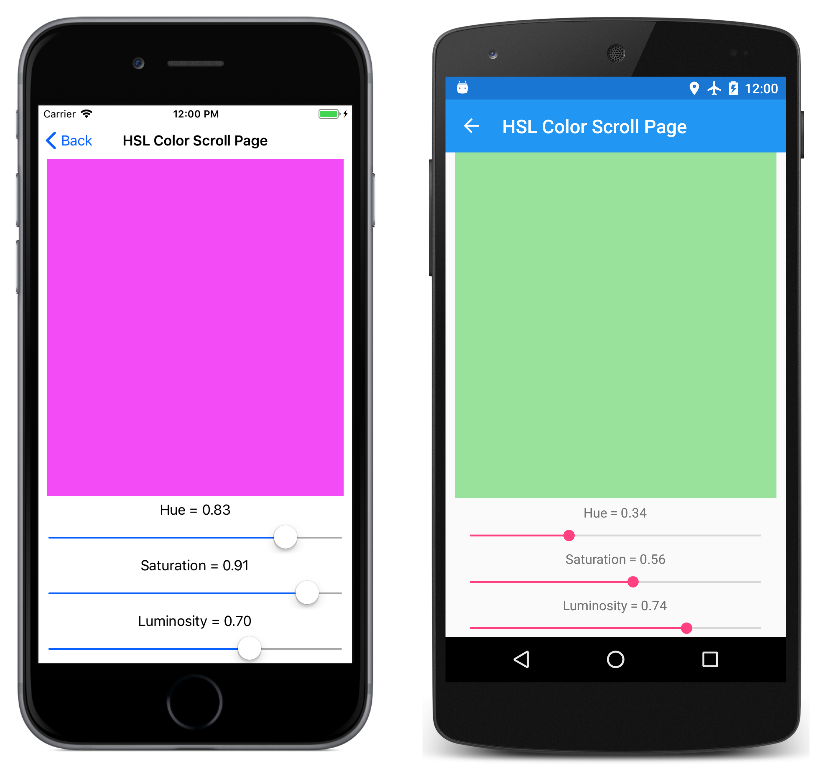 Carrier
12:00 PM
Back
HSL Color Scroll Page
Hue = 0.83
Saturation = 0.91
Luminosity = 0.70
12:00
HSL Color Scroll Page
Hue = 0.34
Saturation = 0.56
Luminosity = 0.74